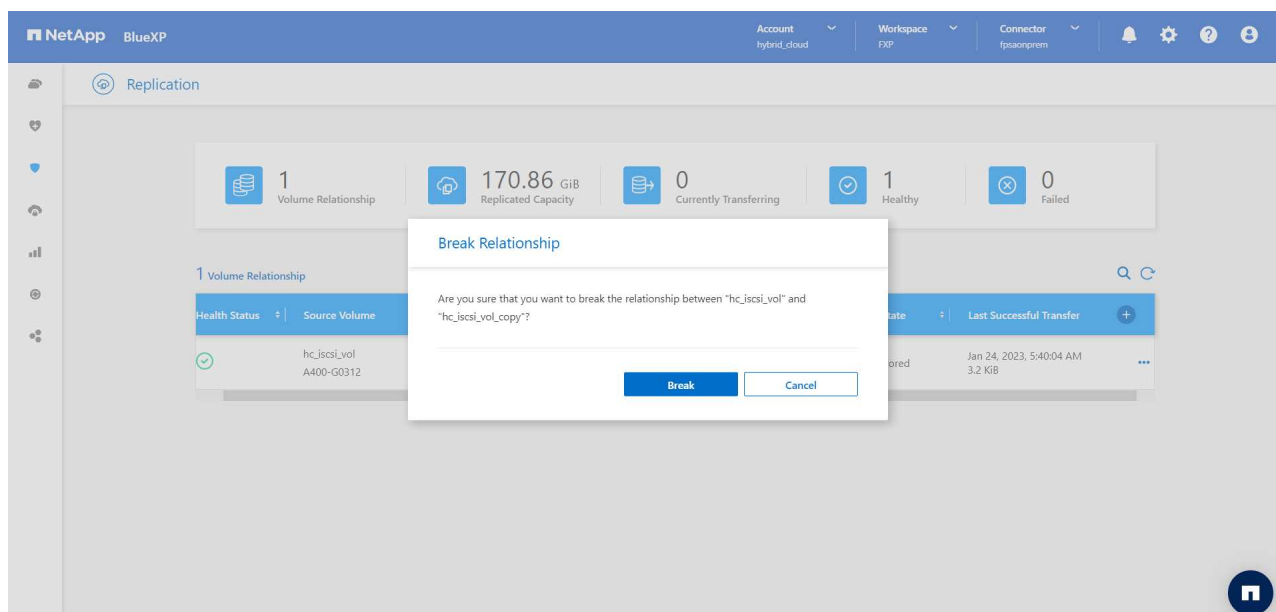 NetApp BlueXP
Account
hybrid_cloud
Workspace
FXP
Connector
fpsaonprem
Replication
1
Volume Relationship
170.86 GiB
Replicated Capacity
0
Currently Transferring
1
Healthy
0
Failed
Break Relationship
Are you sure that you want to break the relationship between "hc_iscsi_vol" and
"hc_iscsi_vol_copy"?
Break
Cancel
1 Volume Relationship
Health Status
Source Volume
tate
Last Successful Transfer
hc_iscsi_vol
A400-G0312
ored
Jan 24, 2023, 5:40:04 AM
3.2 KiB